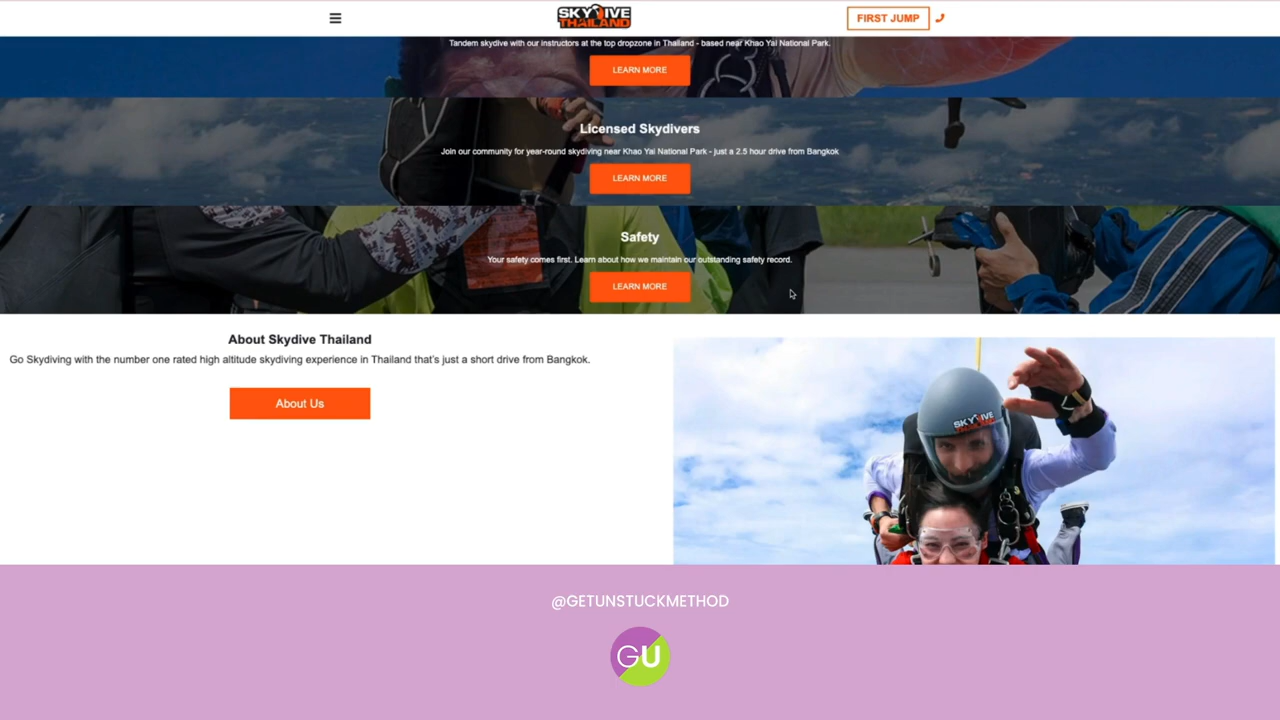 SKYDIVE
THAILAND
FIRST JUMP
Tandem skydive with our instructors at the top dropzone in Thailand - based near Khao Yai National Park.
LEARN MORE
Licensed Skydivers
Join our community for year-round skydiving near Khao Yai National Park - just a 2.5 hour drive from Bangkok
LEARN MORE
Safety
Your safety comes first. Learn about how we maintain our outstanding safety record.
LEARN MORE
About Skydive Thailand
Go Skydiving with the number one rated high altitude skydiving experience in Thailand that's just a short drive from Bangkok.
About Us
SKYDIVE
THAILAND
@GETUNSTUCKMETHOD
GU